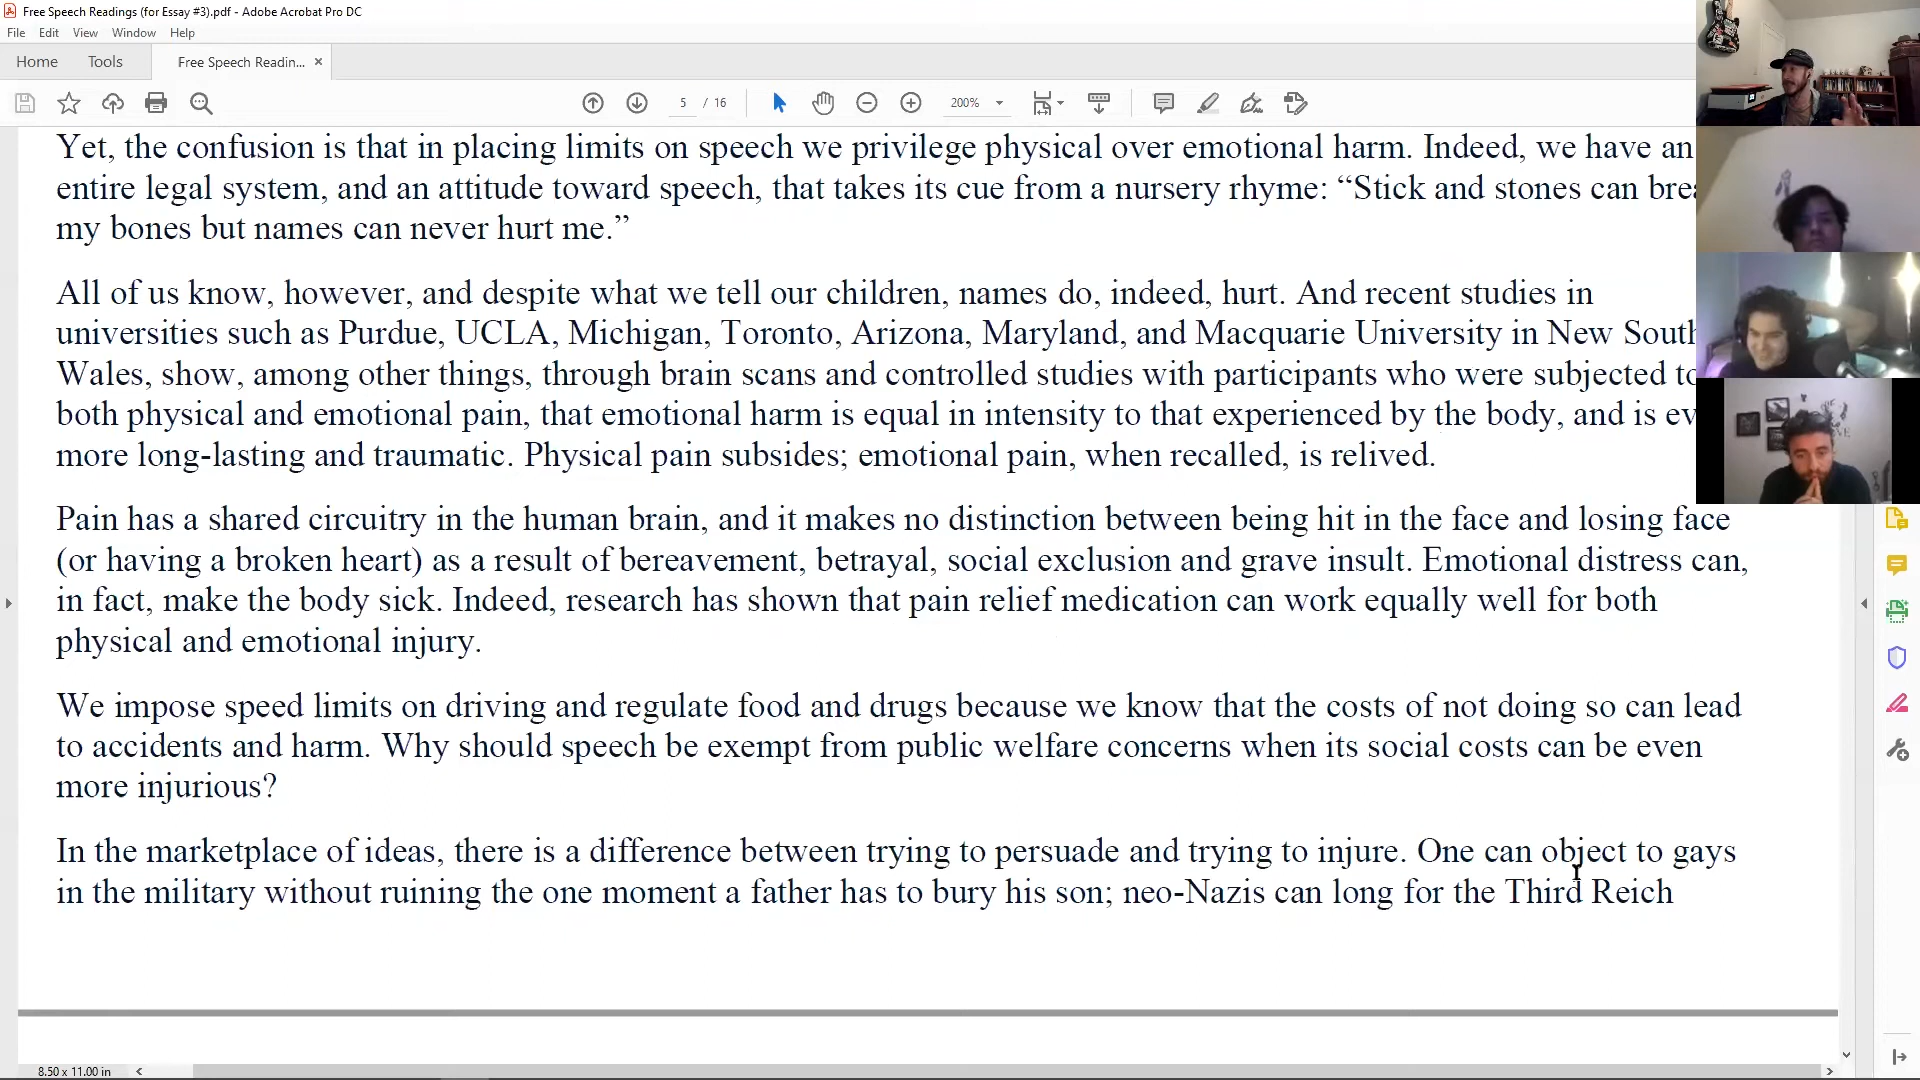 Free Speech Readings (for Essay #3).pdf - Adobe Acrobat Pro DC
File Edit View Window Help
Home Tools Free Speech Readin... ×
5 / 16 200%
Yet, the confusion is that in placing limits on speech we privilege physical over emotional harm. Indeed, we have an
entire legal system, and an attitude toward speech, that takes its cue from a nursery rhyme: “Stick and stones can brea
my bones but names can never hurt me.”
All of us know, however, and despite what we tell our children, names do, indeed, hurt. And recent studies in
universities such as Purdue, UCLA, Michigan, Toronto, Arizona, Maryland, and Macquarie University in New South
Wales, show, among other things, through brain scans and controlled studies with participants who were subjected to
both physical and emotional pain, that emotional harm is equal in intensity to that experienced by the body, and is ev
more long-lasting and traumatic. Physical pain subsides; emotional pain, when recalled, is relived.
Pain has a shared circuitry in the human brain, and it makes no distinction between being hit in the face and losing face
(or having a broken heart) as a result of bereavement, betrayal, social exclusion and grave insult. Emotional distress can,
in fact, make the body sick. Indeed, research has shown that pain relief medication can work equally well for both
physical and emotional injury.
We impose speed limits on driving and regulate food and drugs because we know that the costs of not doing so can lead
to accidents and harm. Why should speech be exempt from public welfare concerns when its social costs can be even
more injurious?
In the marketplace of ideas, there is a difference between trying to persuade and trying to injure. One can object to gays
in the military without ruining the one moment a father has to bury his son; neo-Nazis can long for the Third Reich
8.50 x 11.00 in